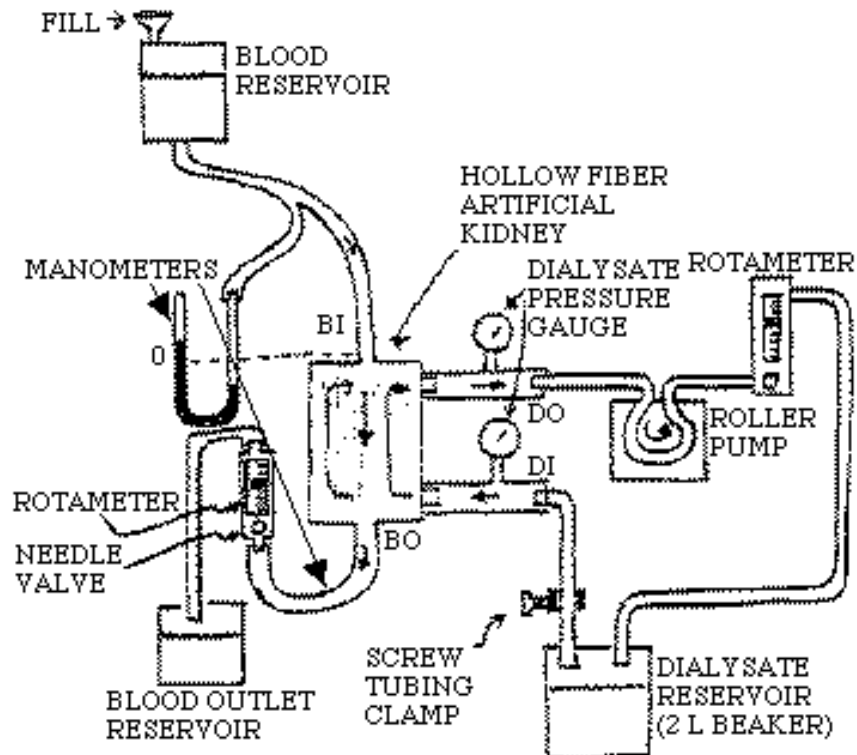 FILL
BLOOD
RESERVOIR
HOLLOW FIBER
ARTIFICIAL
KIDNEY
MANOMETERS
DIALYSATE
PRESSURE
GAUGE
ROTAMETER
BI
0
DO
ROLLER
PUMP
DI
ROTAMETER
NEEDLE
VALVE
BO
SCREW
TUBING
CLAMP
BLOOD OUTLET
RESERVOIR
DIALYSATE
RESERVOIR
(2 L BEAKER)